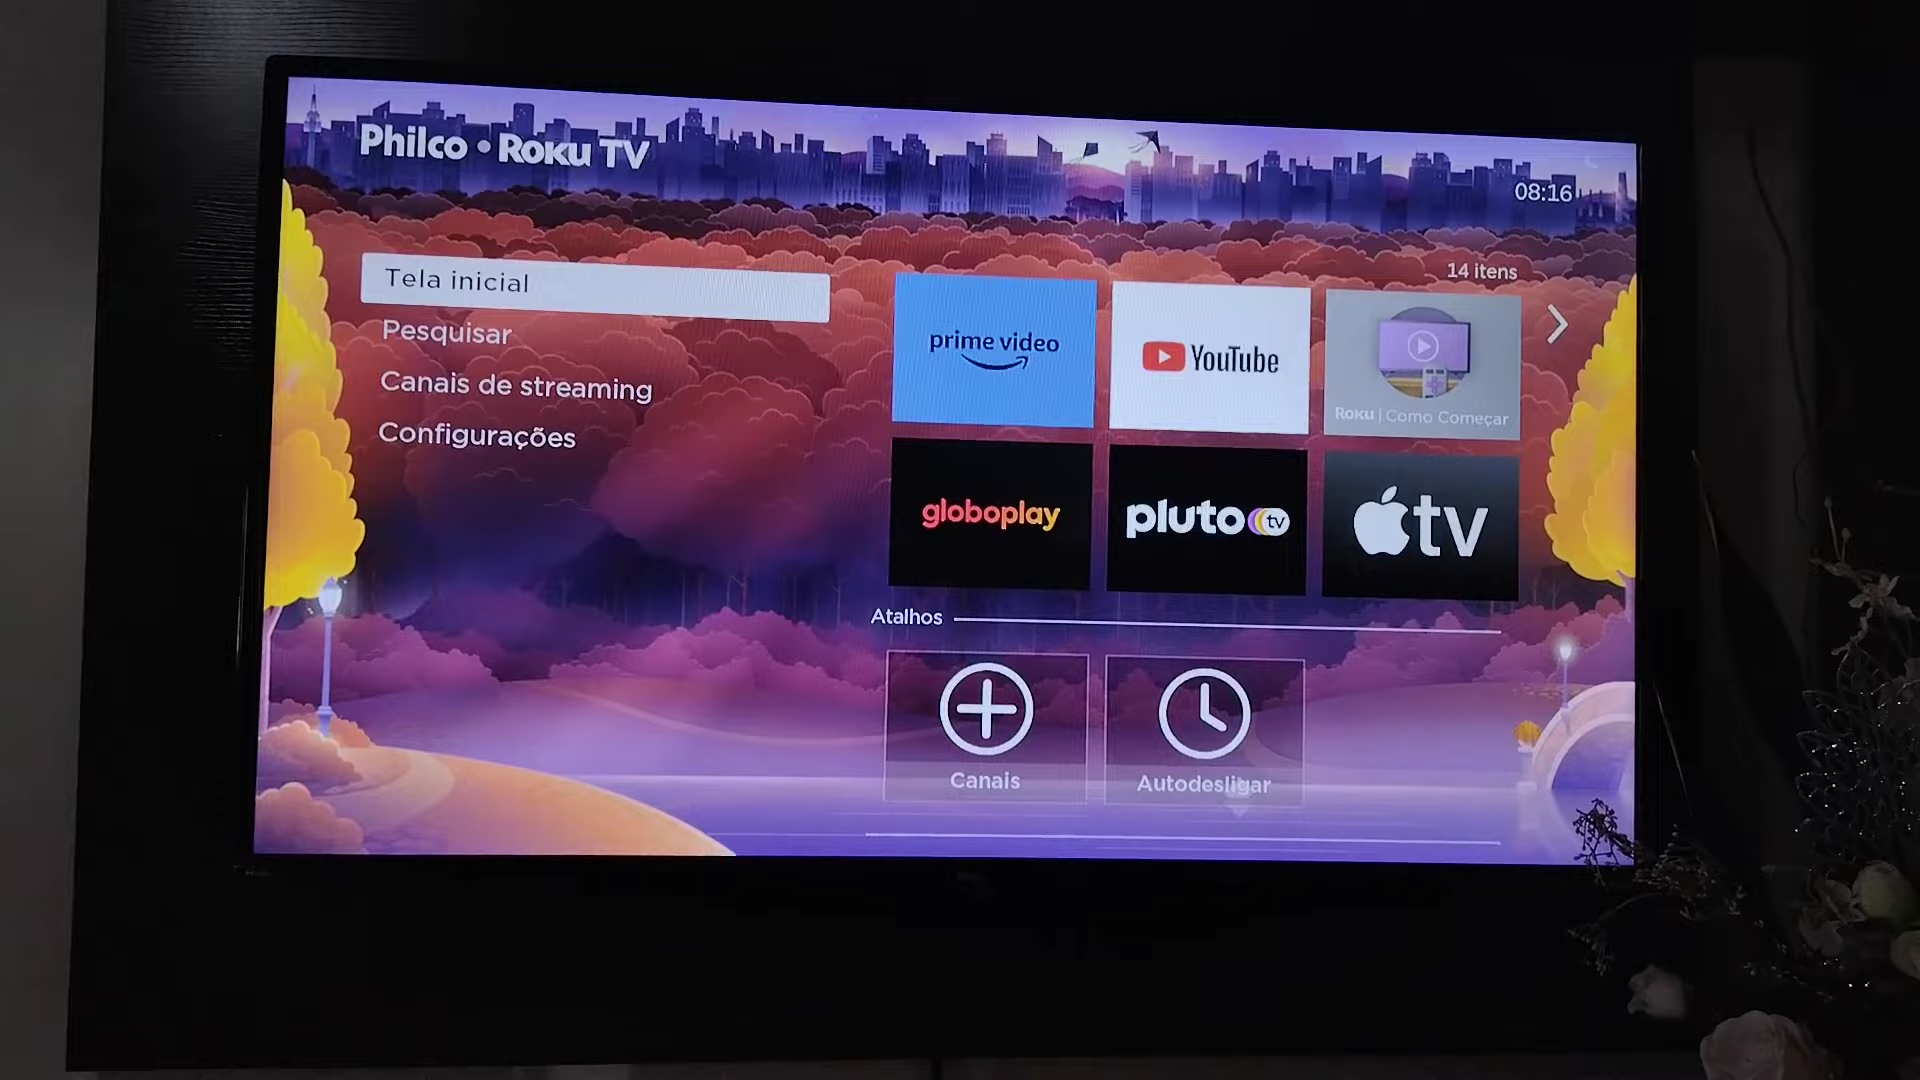 Philco • Roku TV
08:16
14 itens
Tela inicial
Pesquisar
Canais de streaming
Configurações
prime video
YouTube
Roku | Como Começar
globoplay
pluto tv
tv
Atalhos
Canais
Autodesligar